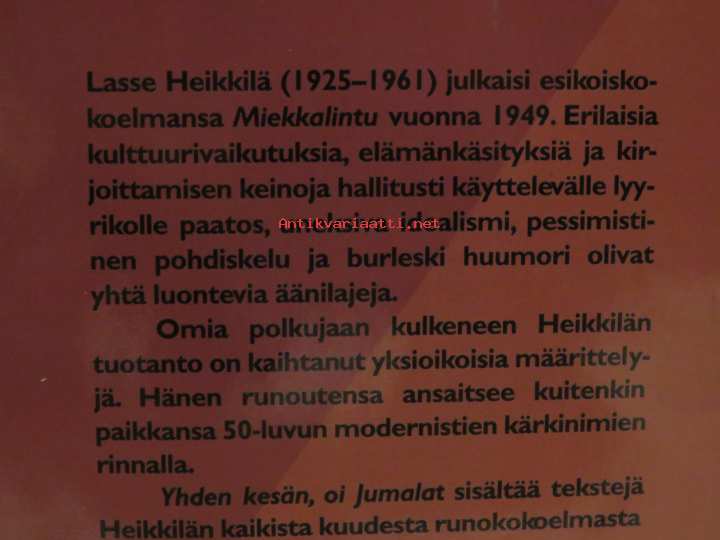 Lasse Heikkilä (1925–1961) julkaisi esikoisko-
koelmansa Miekkalintu vuonna 1949. Erilaisia
kulttuurivaikutuksia, elämänkäsityksiä ja kir-
joittamisen keinoja hallitusti käyttelevälle lyy-
rikolle paatos, idealismi, pessimisti-
Antikvariaatti.net
nen pohdiskelu ja burleski huumori olivat
yhtä luontevia äänilajeja.
Omia polkujaan kulkeneen Heikkilän
tuotanto on kaihtanut yksioikoisia määrittely-
jä. Hänen runoutensa ansaitsee kuitenkin
paikkansa 50-luvun modernistien kärkinimien
rinnalla.
Yhden kesän, oi Jumalat sisältää tekstejä
Heikkilän kaikista kuudesta runokokoelmasta